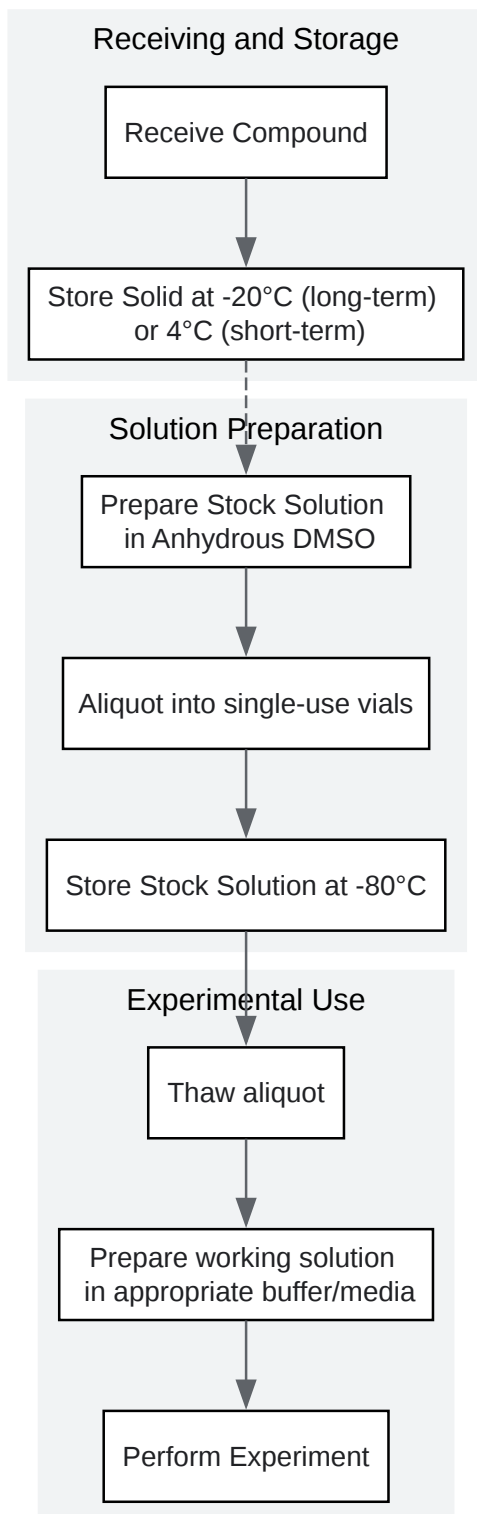 Receiving and Storage
Receive Compound
Store Solid at -20°C (long-term)
or 4°C (short-term)
Solution Preparation
Prepare Stock Solution
in Anhydrous DMSO
Aliquot into single-use vials
Store Stock Solution at -80°C
Experimental Use
Thaw aliquot
Prepare working solution
in appropriate buffer/media
Perform Experiment